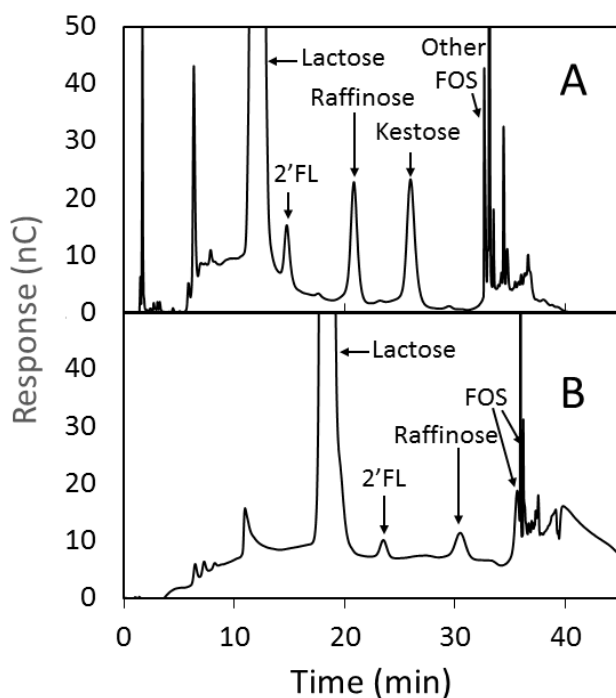 50
40
30
20
10
0
Response (nC)
Lactose
2'FL
Raffinose
Kestose
Other
FOS
A
40
30
20
10
0
Lactose
2'FL
Raffinose
FOS
B
0 10 20 30 40
Time (min)